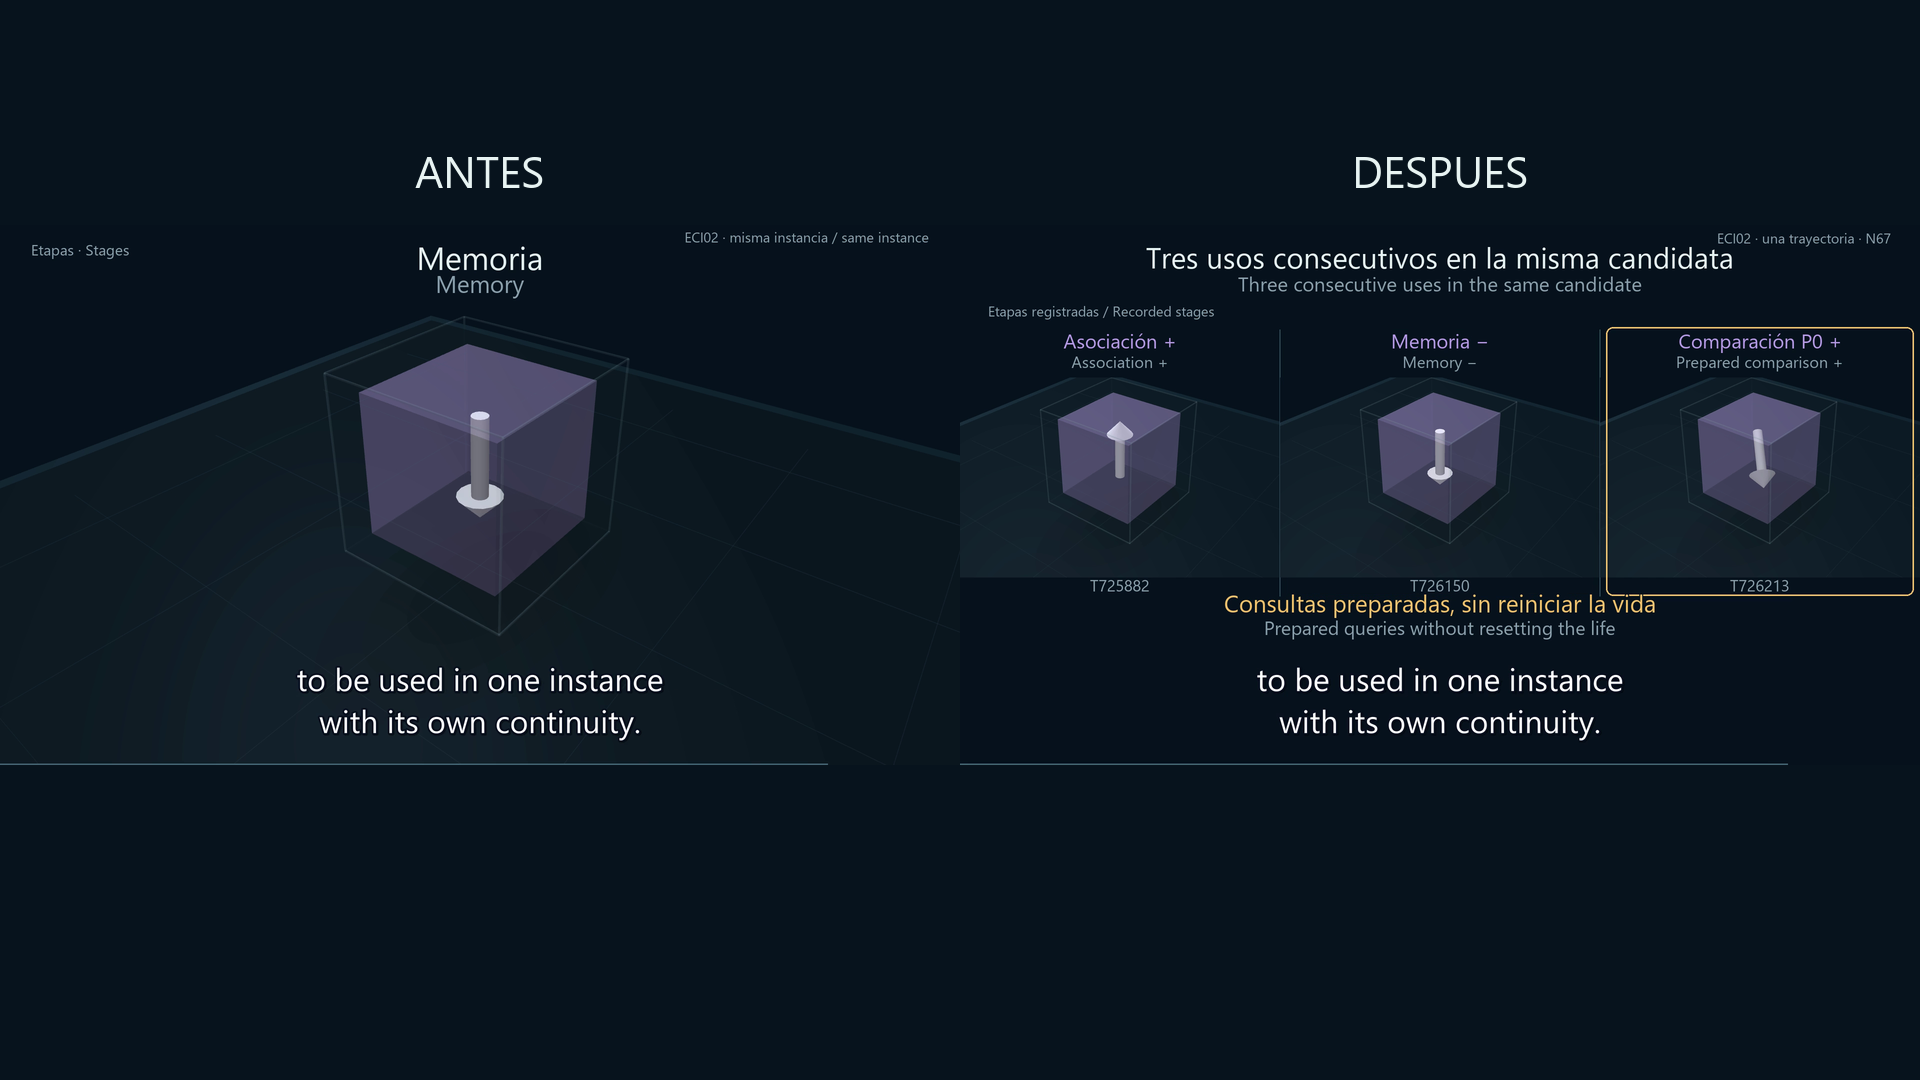 ANTES
Etapas · Stages
ECI02 · misma instancia / same instance
Memoria
Memory
to be used in one instance
with its own continuity.
DESPUES
ECI02 · una trayectoria · N67
Tres usos consecutivos en la misma candidata
Three consecutive uses in the same candidate
Etapas registradas / Recorded stages
Asociación +
Association +
T725882
Memoria −
Memory −
T726150
Comparación P0 +
Prepared comparison +
T726213
Consultas preparadas, sin reiniciar la vida
Prepared queries without resetting the life
to be used in one instance
with its own continuity.